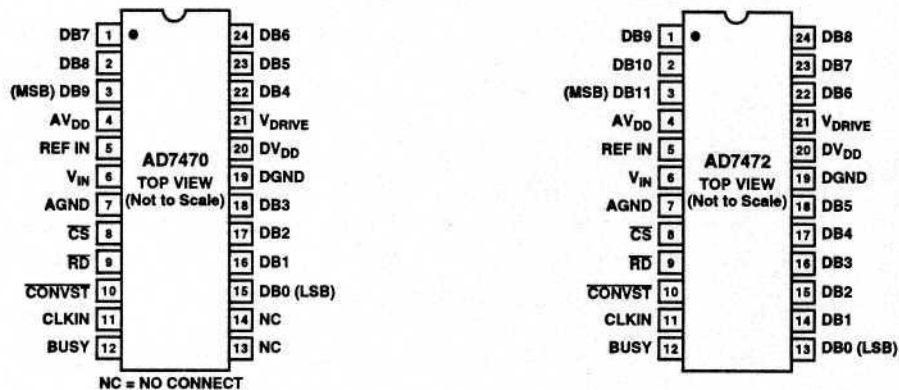 DB7 1 24 DB6
DB8 2 23 DB5
(MSB) DB9 3 22 DB4
AVDD 4 21 VDRIVE
REF IN 5 20 DVDD
VIN 6 19 DGND
AGND 7 18 DB3
CS 8 17 DB2
RD 9 16 DB1
CONVST 10 15 DB0 (LSB)
CLKIN 11 14 NC
BUSY 12 13 NC
AD7470
TOP VIEW
(Not to Scale)
NC = NO CONNECT
DB9 1 24 DB8
DB10 2 23 DB7
(MSB) DB11 3 22 DB6
AVDD 4 21 VDRIVE
REF IN 5 20 DVDD
VIN 6 19 DGND
AGND 7 18 DB5
CS 8 17 DB4
RD 9 16 DB3
CONVST 10 15 DB2
CLKIN 11 14 DB1
BUSY 12 13 DB0 (LSB)
AD7472
TOP VIEW
(Not to Scale)